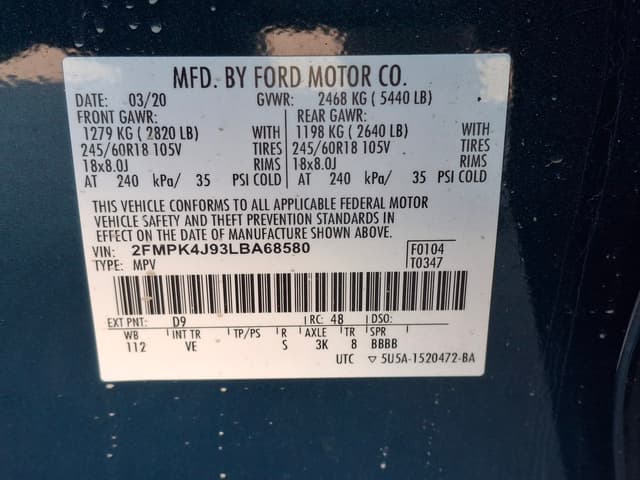 MFD. BY FORD MOTOR CO.
DATE: 03/20 GVWR: 2468 KG ( 5440 LB)
FRONT GAWR: REAR GAWR:
1279 KG ( 2820 LB) WITH 1198 KG ( 2640 LB) WITH
245/60R18 105V TIRES 245/60R18 105V TIRES
18x8.0J RIMS 18x8.0J RIMS
AT 240 kPa/ 35 PSI COLD AT 240 kPa/ 35 PSI COLD
THIS VEHICLE CONFORMS TO ALL APPLICABLE FEDERAL MOTOR
VEHICLE SAFETY AND THEFT PREVENTION STANDARDS IN
EFFECT ON THE DATE OF MANUFACTURE SHOWN ABOVE.
VIN: 2FMPK4J93LBA68580 F0104
TYPE: MPV T0347
EXT PNT: D9 RC: 48 DSO:
WB INT TR TP/PS R AXLE TR SPR
112 VE S 3K 8 BBBB
UTC ▽ 5U5A-1520472-BA